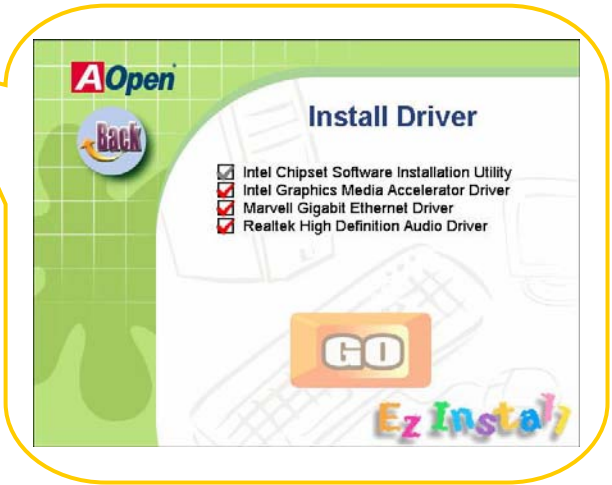 AOpen
Back
Install Driver
Intel Chipset Software Installation Utility
Intel Graphics Media Accelerator Driver
Marvell Gigabit Ethernet Driver
Realtek High Definition Audio Driver
GO
Ez Install